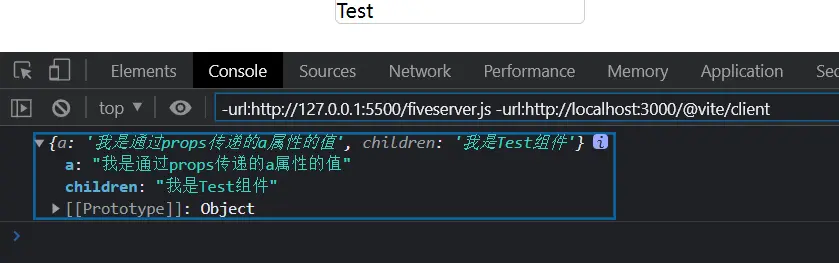 Test
Elements Console Sources Network Performance Memory Application Sec
top ▼ -url:http://127.0.0.1:5500/fiveserver.js -url:http://localhost:3000/@vite/client
▼{a: '我是通过props传递的a属性的值', children: '我是Test组件'} i
a: "我是通过props传递的a属性的值"
children: "我是Test组件"
▶[[Prototype]]: Object
>